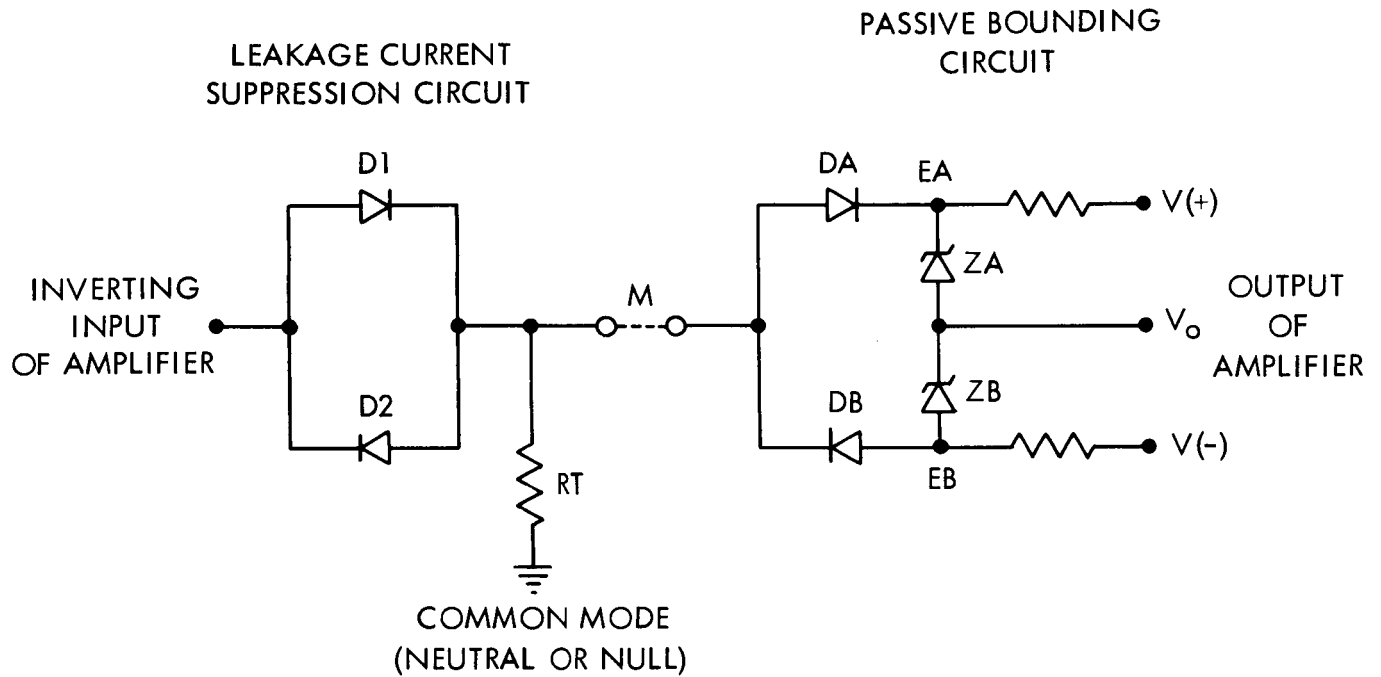 PASSIVE BOUNDING
CIRCUIT
LEAKAGE CURRENT
SUPPRESSION CIRCUIT
D1
DA
EA
V(+)
ZA
INVERTING
INPUT
OF AMPLIFIER
M
Vo
OUTPUT
OF
AMPLIFIER
D2
DB
ZB
V(-)
EB
RT
COMMON MODE
(NEUTRAL OR NULL)